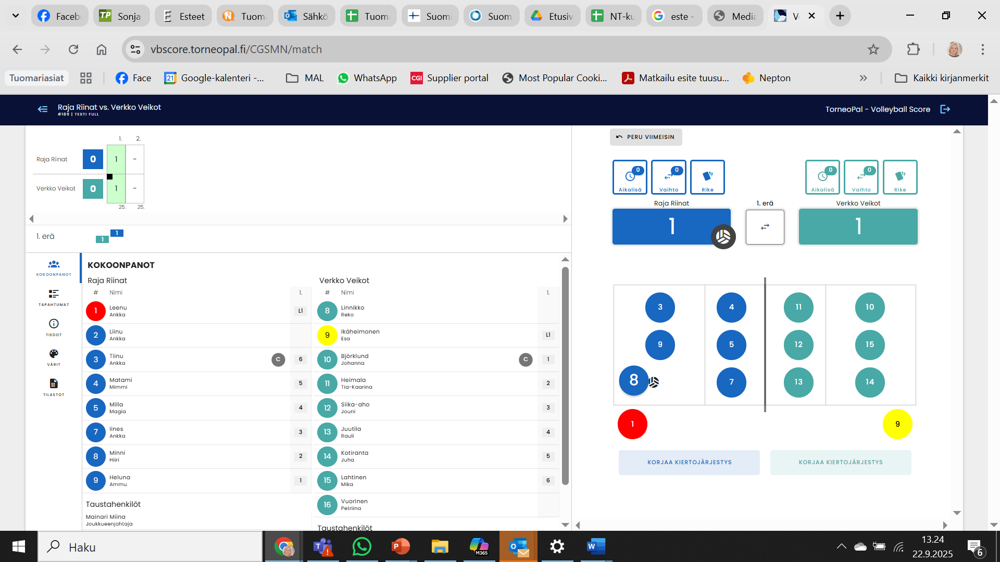 Faceb
Sonja
Esteet
Tuoma
Sähkö
Tuoma
Suomi
Suom
Etusiv
NT-ku
este -
Media
vbscore.torneopal.fi/CGSMN/match
Tuomariasiat
Face
Google-kalenteri -...
MAL
WhatsApp
Supplier portal
Most Popular Cooki...
Matkailu esite tuusu...
Nepton
Kaikki kirjanmerkit
Raja Riinat vs. Verkko Veikot
#189 | TESTI FULL
TorneoPal - Volleyball Score
1. 2.
Raja Riinat 0 1 -
Verkko Veikot 0 1 -
25. 25.
1. erä 1 1
KOKOONPANOT
TAPAHTUMAT
TIEDOT
VÄRIT
TILASTOT
KOKOONPANOT
Raja Riinat
# Nimi 1.
1 Leenu L1
Ankka
2 Liinu
Ankka
3 Tiinu C 6
Ankka
4 Matami 5
Mimmi
5 Milla 4
Magia
7 Iines 3
Ankka
8 Minni 2
Hiiri
9 Heluna 1
Ammu
Taustahenkilöt
Mainari Miina
Joukkueenjohtaja
Verkko Veikot
# Nimi 1.
8 Linnikko
Reko
9 Ikäheimonen L1
Esa
10 Björklund C 1
Johanna
11 Heimala 2
Tia-Kaarina
12 Siika-aho 3
Jouni
13 Juutila 4
Rauli
14 Kotiranta 5
Juha
15 Lahtinen 6
Mika
16 Vuorinen
Petriina
Taustahenkilöt
PERU VIIMEISIN
0 0
Aikalisä Vaihto Rike
0 0
Aikalisä Vaihto Rike
Raja Riinat 1. erä Verkko Veikot
1 1
3 4 11 10
9 5 12 15
8 7 13 14
1 9
KORJAA KIERTOJÄRJESTYS
KORJAA KIERTOJÄRJESTYS
Haku
M365
13.24
22.9.2025
6